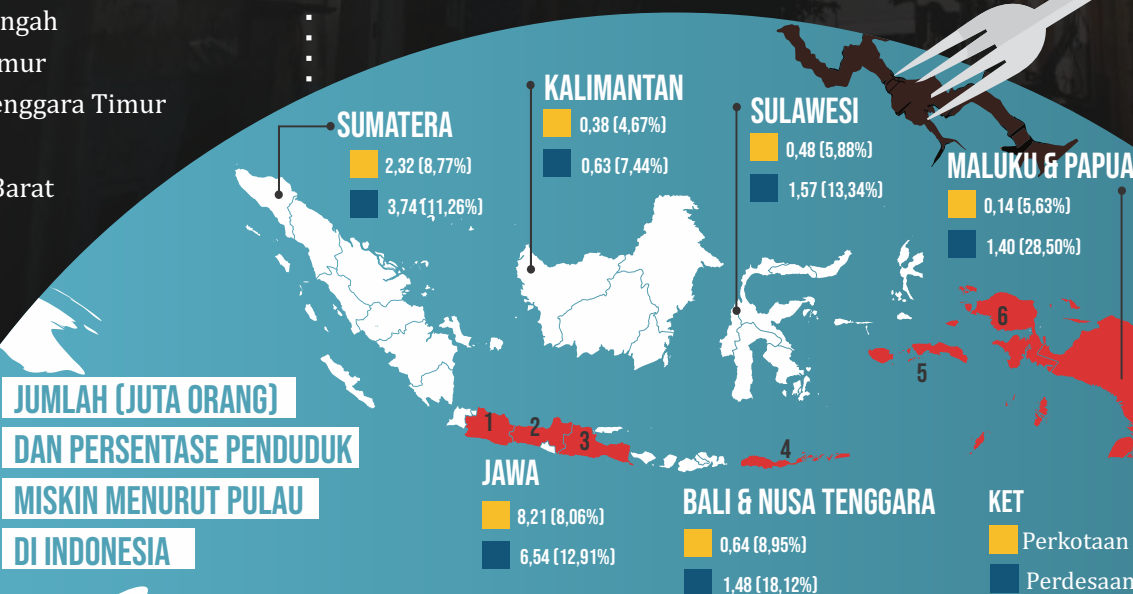 ngah
mur
enggara Timur
Barat
KALIMANTAN
0,38 (4,67%)
0,63 (7,44%)
SULAWESI
0,48 (5,88%)
1,57 (13,34%)
SUMATERA
2,32 (8,77%)
3,74 (11,26%)
MALUKU & PAPUA
0,14 (5,63%)
1,40 (28,50%)
6
5
1
2
3
4
JUMLAH (JUTA ORANG)
DAN PERSENTASE PENDUDUK
MISKIN MENURUT PULAU
DI INDONESIA
JAWA
8,21 (8,06%)
6,54 (12,91%)
BALI & NUSA TENGGARA
0,64 (8,95%)
1,48 (18,12%)
KET
Perkotaan
Perdesaan